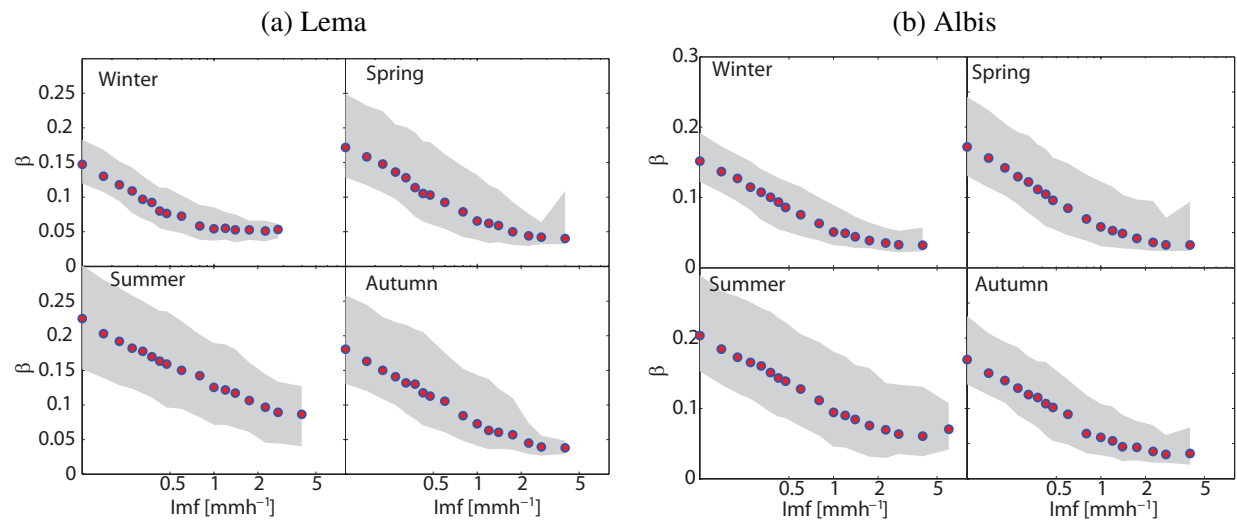 (a) Lema
(b) Albis
Winter
Spring
0.25
0.2
β
0.15
0.1
0.05
0
Summer
Autumn
0.25
0.2
β
0.15
0.1
0.05
0
0.5 1 2 5 0.5 1 2 5
Imf [mmh⁻¹] Imf [mmh⁻¹]
0.3
Winter
Spring
0.2
β
0.1
0
Summer
Autumn
0.2
β
0.1
0
0.5 1 2 5 0.5 1 2 5
Imf [mmh⁻¹] Imf [mmh⁻¹]